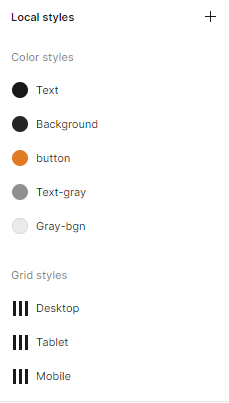 Local styles
Color styles
Text
Background
button
Text-gray
Gray-bgn
Grid styles
Desktop
Tablet
Mobile